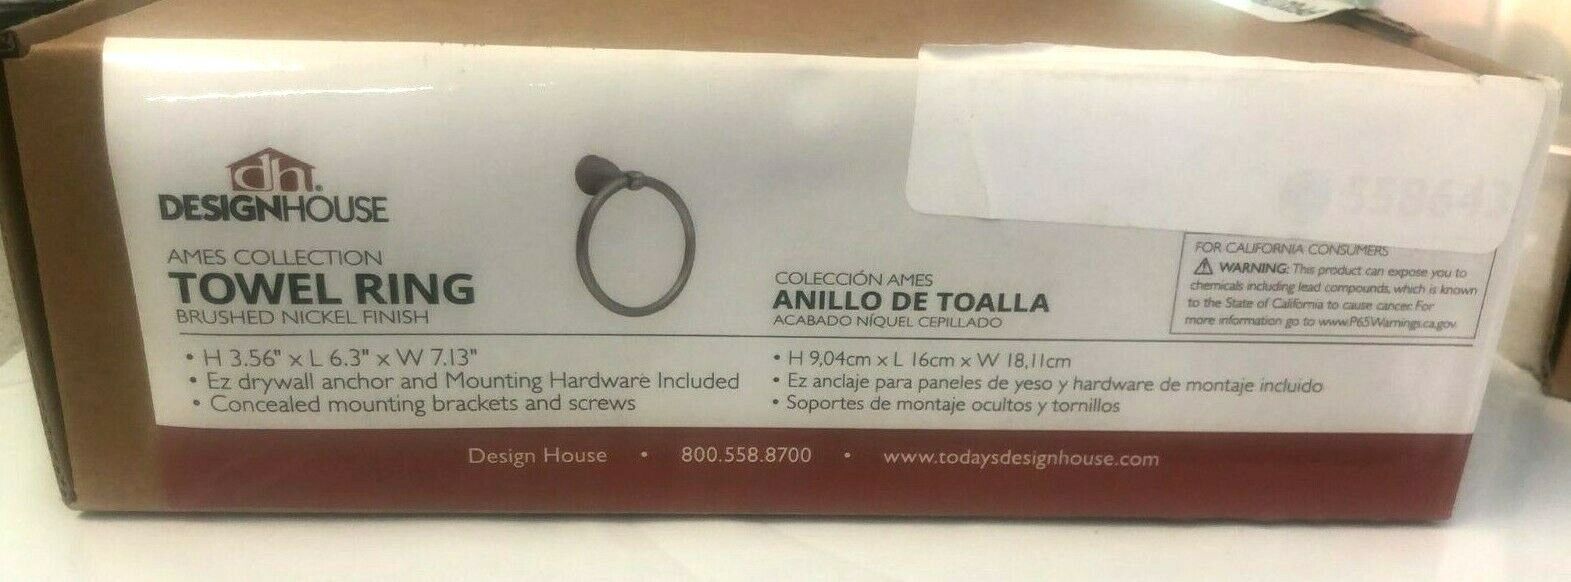 dh
DESIGNHOUSE
AMES COLLECTION
TOWEL RING
BRUSHED NICKEL FINISH
• H 3.56" x L 6.3" x W 7.13"
• Ez drywall anchor and Mounting Hardware Included
• Concealed mounting brackets and screws
COLECCIÓN AMES
ANILLO DE TOALLA
ACABADO NÍQUEL CEPILLADO
• H 9,04cm x L 16cm x W 18,11cm
• Ez anclaje para paneles de yeso y hardware de montaje incluido
• Soportes de montaje ocultos y tornillos
FOR CALIFORNIA CONSUMERS
⚠ WARNING: This product can expose you to
chemicals including lead compounds, which is known
to the State of California to cause cancer. For
more information go to www.P65Warnings.ca.gov
Design House • 800.558.8700 • www.todaysdesignhouse.com